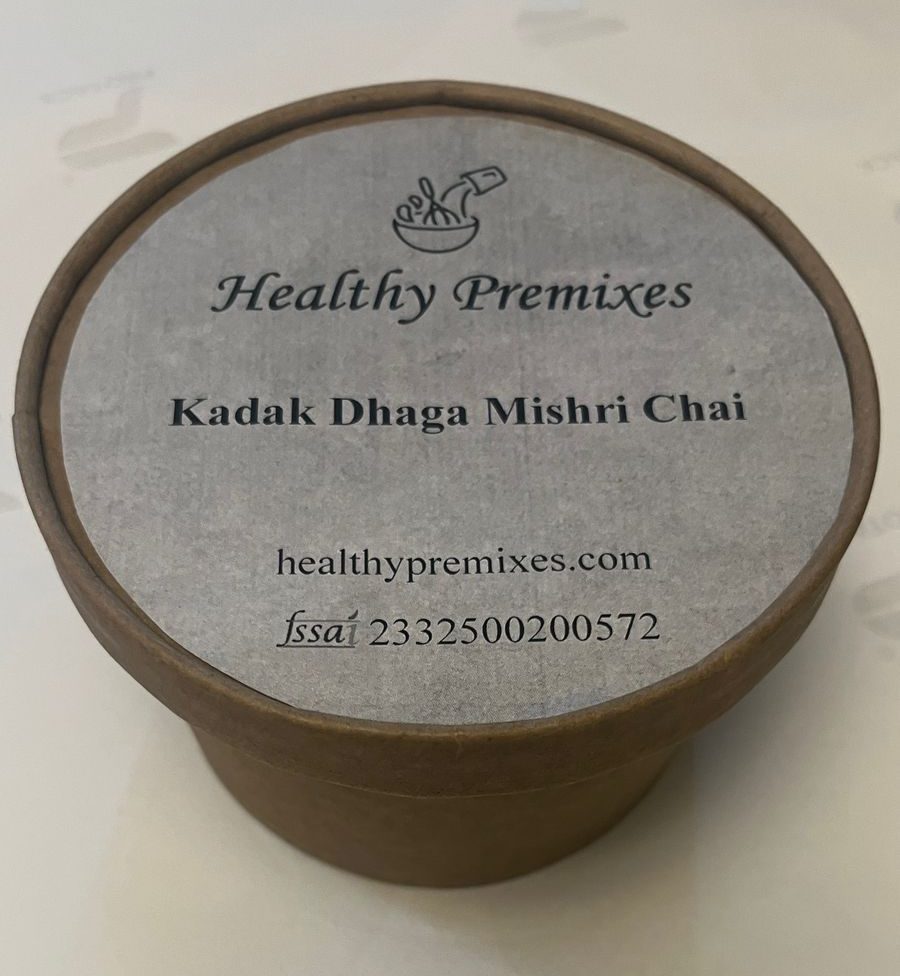 Healthy Premixes
Kadak Dhaga Mishri Chai
healthypremixes.com
fssai 2332500200572